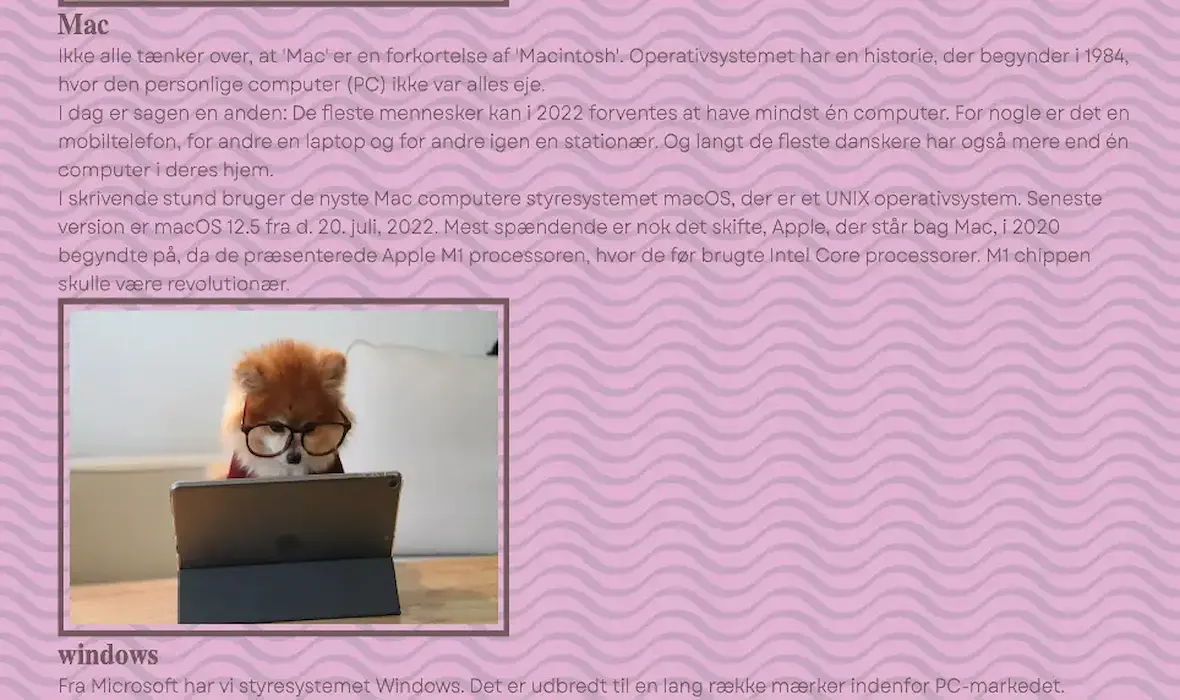 Mac
Ikke alle tænker over, at 'Mac' er en forkortelse af 'Macintosh'. Operativsystemet har en historie, der begynder i 1984,
hvor den personlige computer (PC) ikke var alles eje.
I dag er sagen en anden: De fleste mennesker kan i 2022 forventes at have mindst én computer. For nogle er det en
mobiltelefon, for andre en laptop og for andre igen en stationær. Og langt de fleste danskere har også mere end én
computer i deres hjem.
I skrivende stund bruger de nyste Mac computere styresystemet macOS, der er et UNIX operativsystem. Seneste
version er macOS 12.5 fra d. 20. juli, 2022. Mest spændende er nok det skifte, Apple, der står bag Mac, i 2020
begyndte på, da de præsenterede Apple M1 processoren, hvor de før brugte Intel Core processorer. M1 chippen
skulle være revolutionær.
windows
Fra Microsoft har vi styresystemet Windows. Det er udbredt til en lang række mærker indenfor PC-markedet.